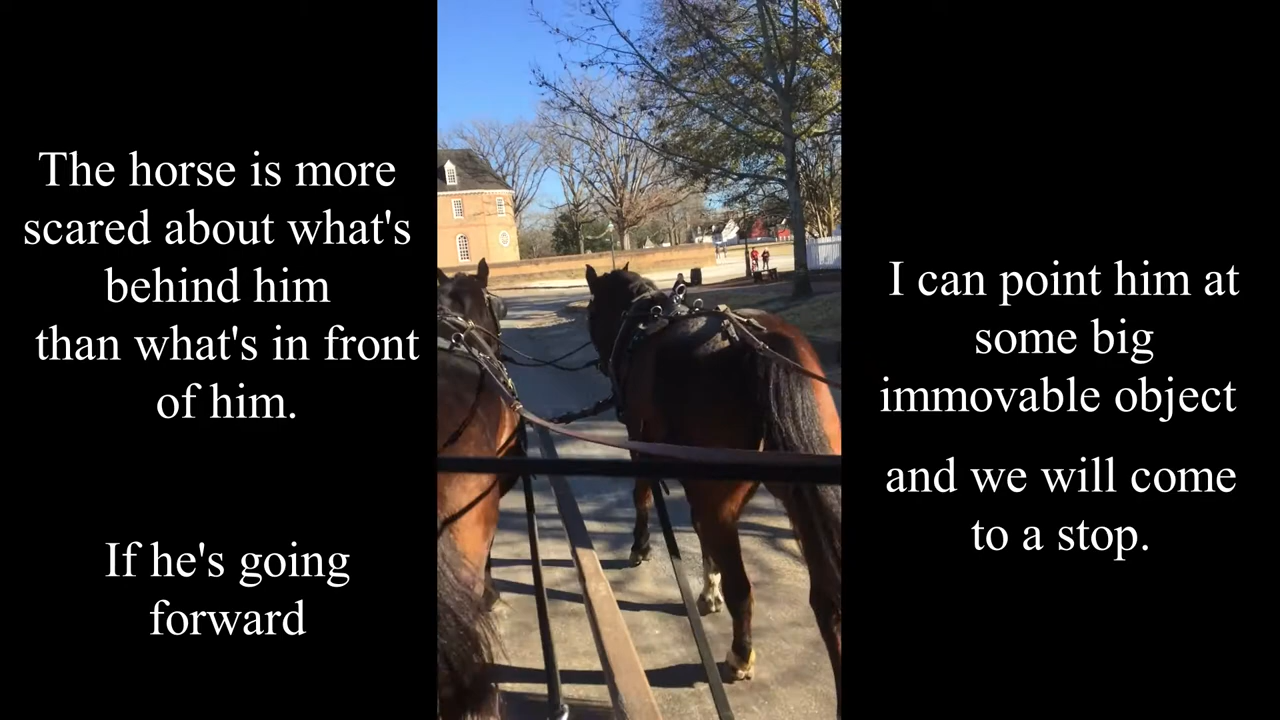 The horse is more
scared about what's
behind him
than what's in front
of him.
If he's going
forward
I can point him at
some big
immovable object
and we will come
to a stop.